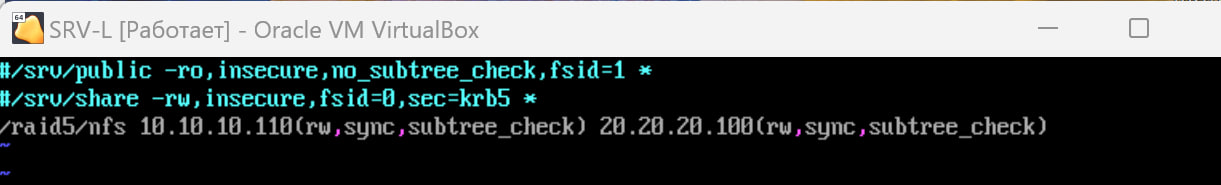 64
SRV-L [Работает] - Oracle VM VirtualBox
#/srv/public -ro,insecure,no_subtree_check,fsid=1 *
#/srv/share -rw,insecure,fsid=0,sec=krb5 *
/raid5/nfs 10.10.10.110(rw,sync,subtree_check) 20.20.20.100(rw,sync,subtree_check)
~
~